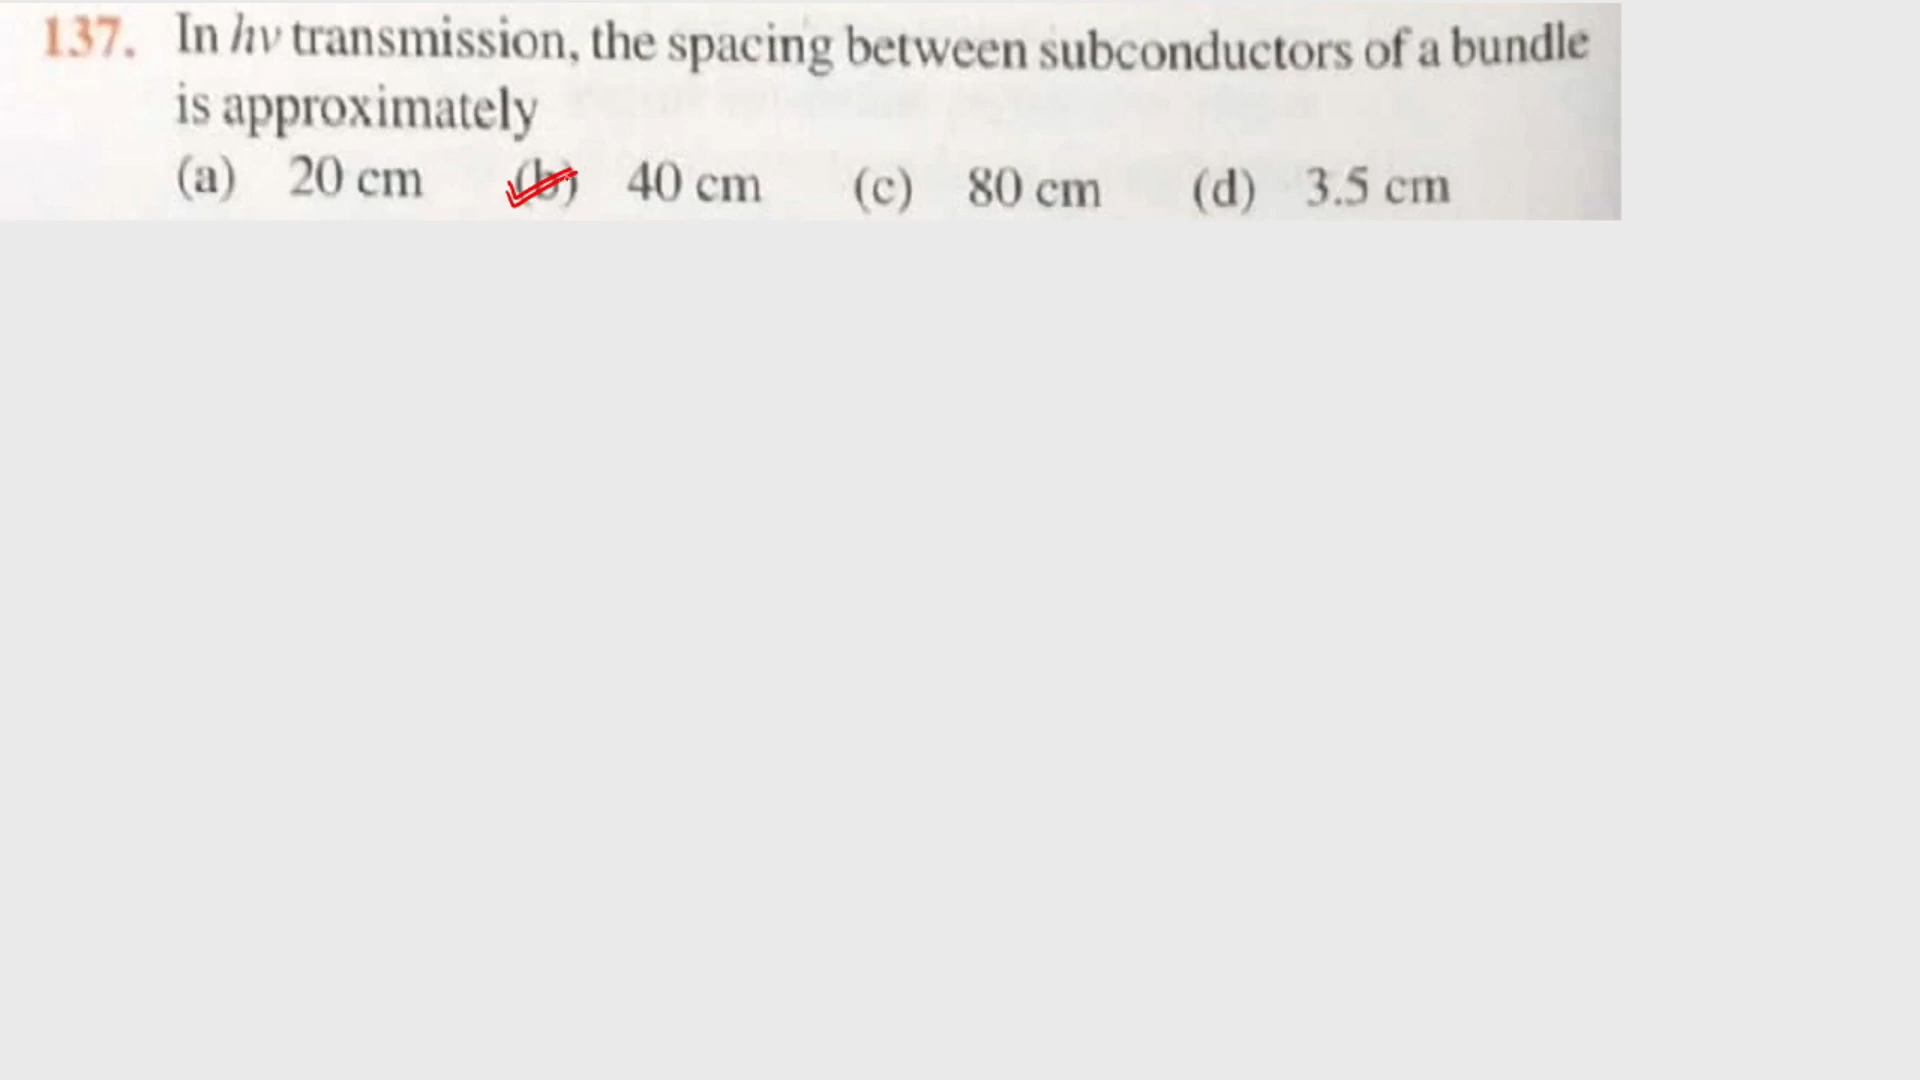 137. In hv transmission, the spacing between subconductors of a bundle
is approximately
(a) 20 cm (b) 40 cm (c) 80 cm (d) 3.5 cm